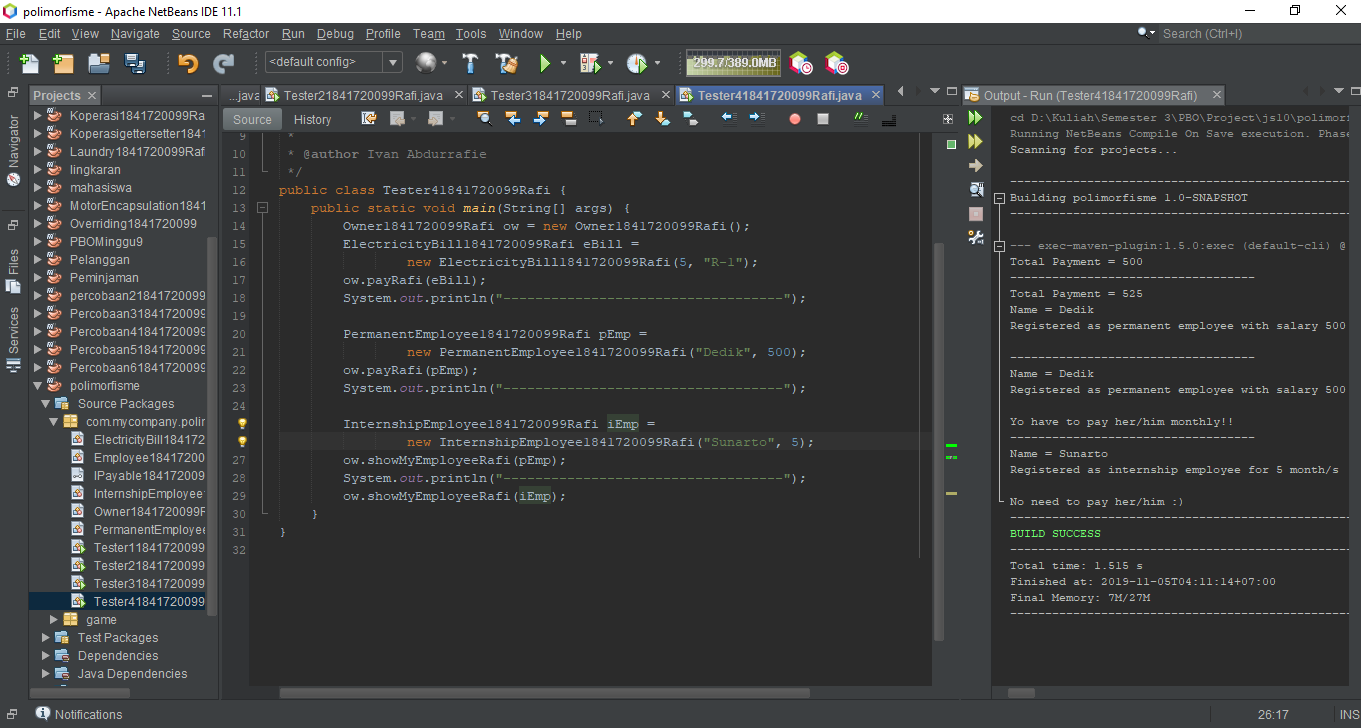 polimorfisme - Apache NetBeans IDE 11.1
File Edit View Navigate Source Refactor Run Debug Profile Team Tools Window Help
Search (Ctrl+I)
<default config>
299.7/389.0MB
Projects
...java
Tester21841720099Rafi.java
Tester31841720099Rafi.java
Tester41841720099Rafi.java
Output - Run (Tester41841720099Rafi)
Navigator
Files
Services
Koperasi1841720099Ra
Koperasigettersetter1841
Laundry1841720099Raf
lingkaran
mahasiswa
MotorEncapsulation1841
Overriding1841720099
PBOMinggu9
Pelanggan
Peminjaman
percobaan21841720099
Percobaan31841720099
Percobaan41841720099
Percobaan51841720099
Percobaan61841720099
polimorfisme
Source Packages
com.mycompany.polir
ElectricityBill184172
Employee18417200
IPayable184172009
InternshipEmployee
Owner1841720099F
PermanentEmployee
Tester11841720099
Tester21841720099
Tester31841720099
Tester41841720099
game
Test Packages
Dependencies
Java Dependencies
Source History
9 *
10 * @author Ivan Abdurrafie
11 */
12 public class Tester41841720099Rafi {
13 public static void main(String[] args) {
14 Owner1841720099Rafi ow = new Owner1841720099Rafi();
15 ElectricityBill1841720099Rafi eBill =
16 new ElectricityBill1841720099Rafi(5, "R-1");
17 ow.payRafi(eBill);
18 System.out.println("-----------------------------------");
19
20 PermanentEmployee1841720099Rafi pEmp =
21 new PermanentEmployee1841720099Rafi("Dedik", 500);
22 ow.payRafi(pEmp);
23 System.out.println("-----------------------------------");
24
InternshipEmployee1841720099Rafi iEmp =
new InternshipEmployee1841720099Rafi("Sunarto", 5);
27 ow.showMyEmployeeRafi(pEmp);
28 System.out.println("-----------------------------------");
29 ow.showMyEmployeeRafi(iEmp);
30 }
31 }
32
cd D:\Kuliah\Semester 3\PBO\Project\js10\polimorf
Running NetBeans Compile On Save execution. Phase
Scanning for projects...
-------------------------------------------
Building polimorfisme 1.0-SNAPSHOT
-------------------------------------------
--- exec-maven-plugin:1.5.0:exec (default-cli) @
Total Payment = 500
-------------------------------
Total Payment = 525
Name = Dedik
Registered as permanent employee with salary 500
-------------------------------
Name = Dedik
Registered as permanent employee with salary 500
Yo have to pay her/him monthly!!
-------------------------------
Name = Sunarto
Registered as internship employee for 5 month/s
No need to pay her/him :)
-------------------------------------------
BUILD SUCCESS
-------------------------------------------
Total time: 1.515 s
Finished at: 2019-11-05T04:11:14+07:00
Final Memory: 7M/27M
-------------------------------------------
Notifications
26:17
INS